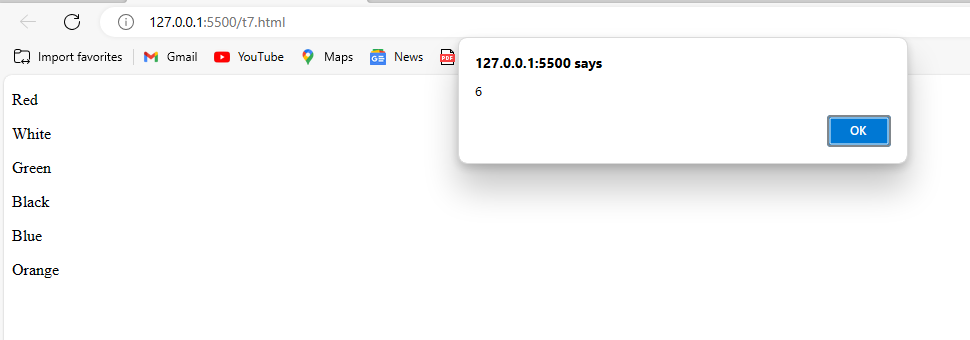 127.0.0.1:5500/t7.html
Import favorites Gmail YouTube Maps News PDF
127.0.0.1:5500 says
6
OK
Red
White
Green
Black
Blue
Orange